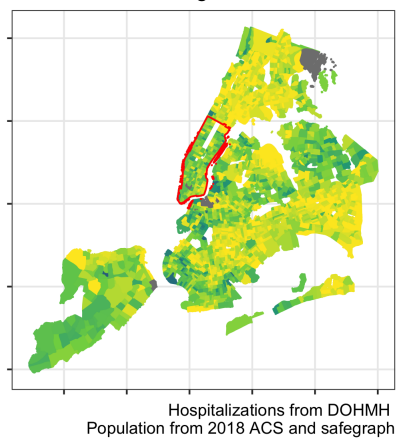 Hospitalizations from DOHMH
Population from 2018 ACS and safegraph